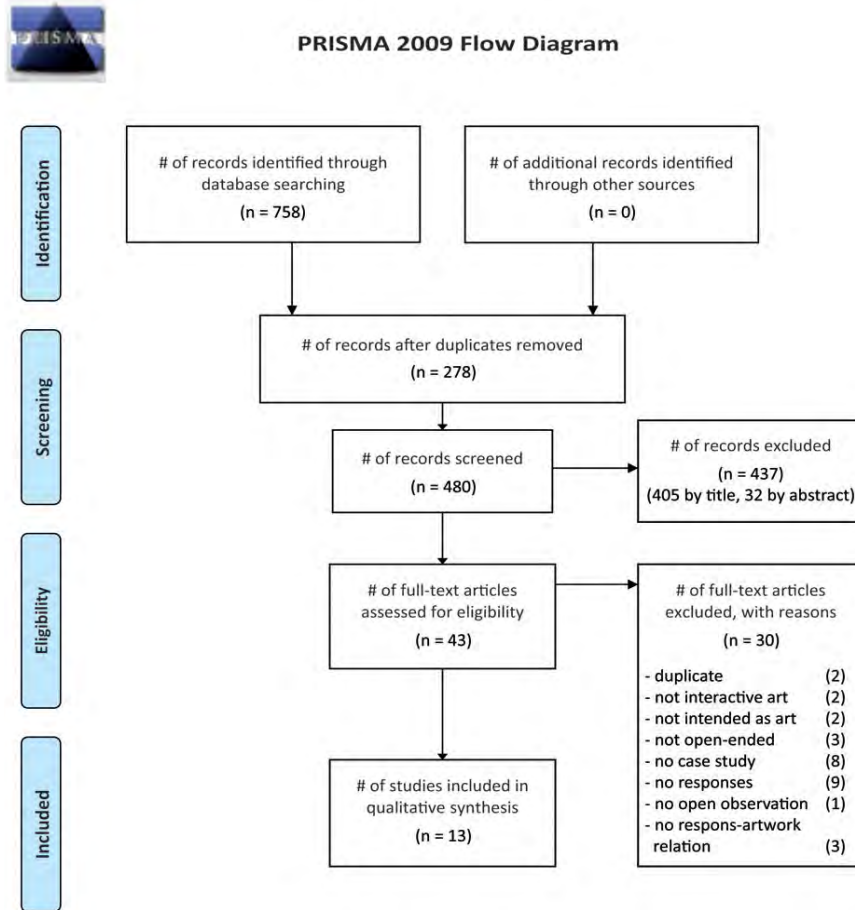 PRISMA
PRISMA 2009 Flow Diagram
Identification
# of records identified through
database searching
(n = 758)
# of additional records identified
through other sources
(n = 0)
Screening
# of records after duplicates removed
(n = 278)
# of records screened
(n = 480)
# of records excluded
(n = 437)
(405 by title, 32 by abstract)
Eligibility
# of full-text articles
assessed for eligibility
(n = 43)
# of full-text articles
excluded, with reasons
(n = 30)
- duplicate (2)
- not interactive art (2)
- not intended as art (2)
- not open-ended (3)
- no case study (8)
- no responses (9)
- no open observation (1)
- no respons-artwork
relation (3)
Included
# of studies included in
qualitative synthesis
(n = 13)